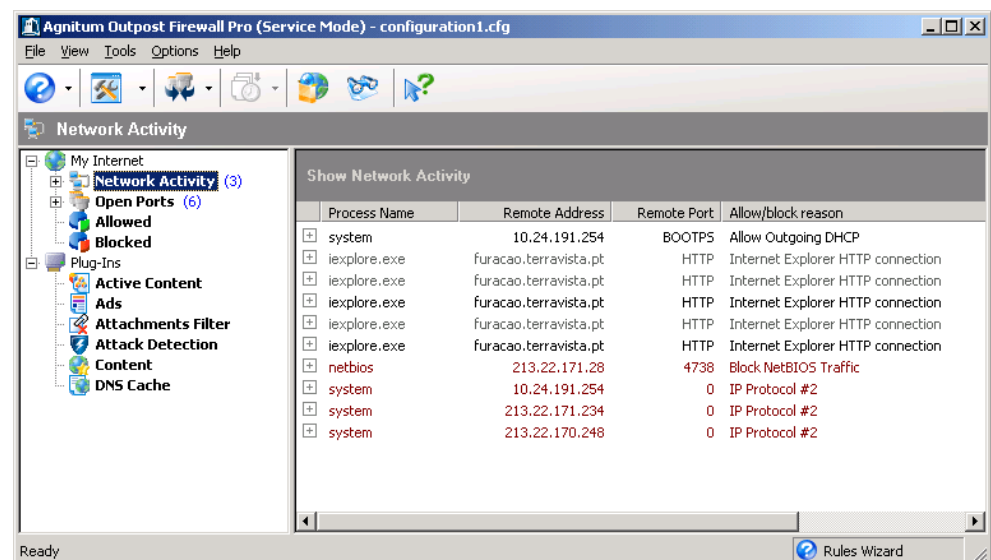 Agnitum Outpost Firewall Pro (Service Mode) - configuration1.cfg
File View Tools Options Help
Network Activity
My Internet
Network Activity (3)
Open Ports (6)
Allowed
Blocked
Plug-Ins
Active Content
Ads
Attachments Filter
Attack Detection
Content
DNS Cache
Show Network Activity
Process Name Remote Address Remote Port Allow/block reason
system 10.24.191.254 BOOTPS Allow Outgoing DHCP
iexplore.exe furacao.terravista.pt HTTP Internet Explorer HTTP connection
iexplore.exe furacao.terravista.pt HTTP Internet Explorer HTTP connection
iexplore.exe furacao.terravista.pt HTTP Internet Explorer HTTP connection
iexplore.exe furacao.terravista.pt HTTP Internet Explorer HTTP connection
iexplore.exe furacao.terravista.pt HTTP Internet Explorer HTTP connection
netbios 213.22.171.28 4738 Block NetBIOS Traffic
system 10.24.191.254 0 IP Protocol #2
system 213.22.171.234 0 IP Protocol #2
system 213.22.170.248 0 IP Protocol #2
Ready Rules Wizard